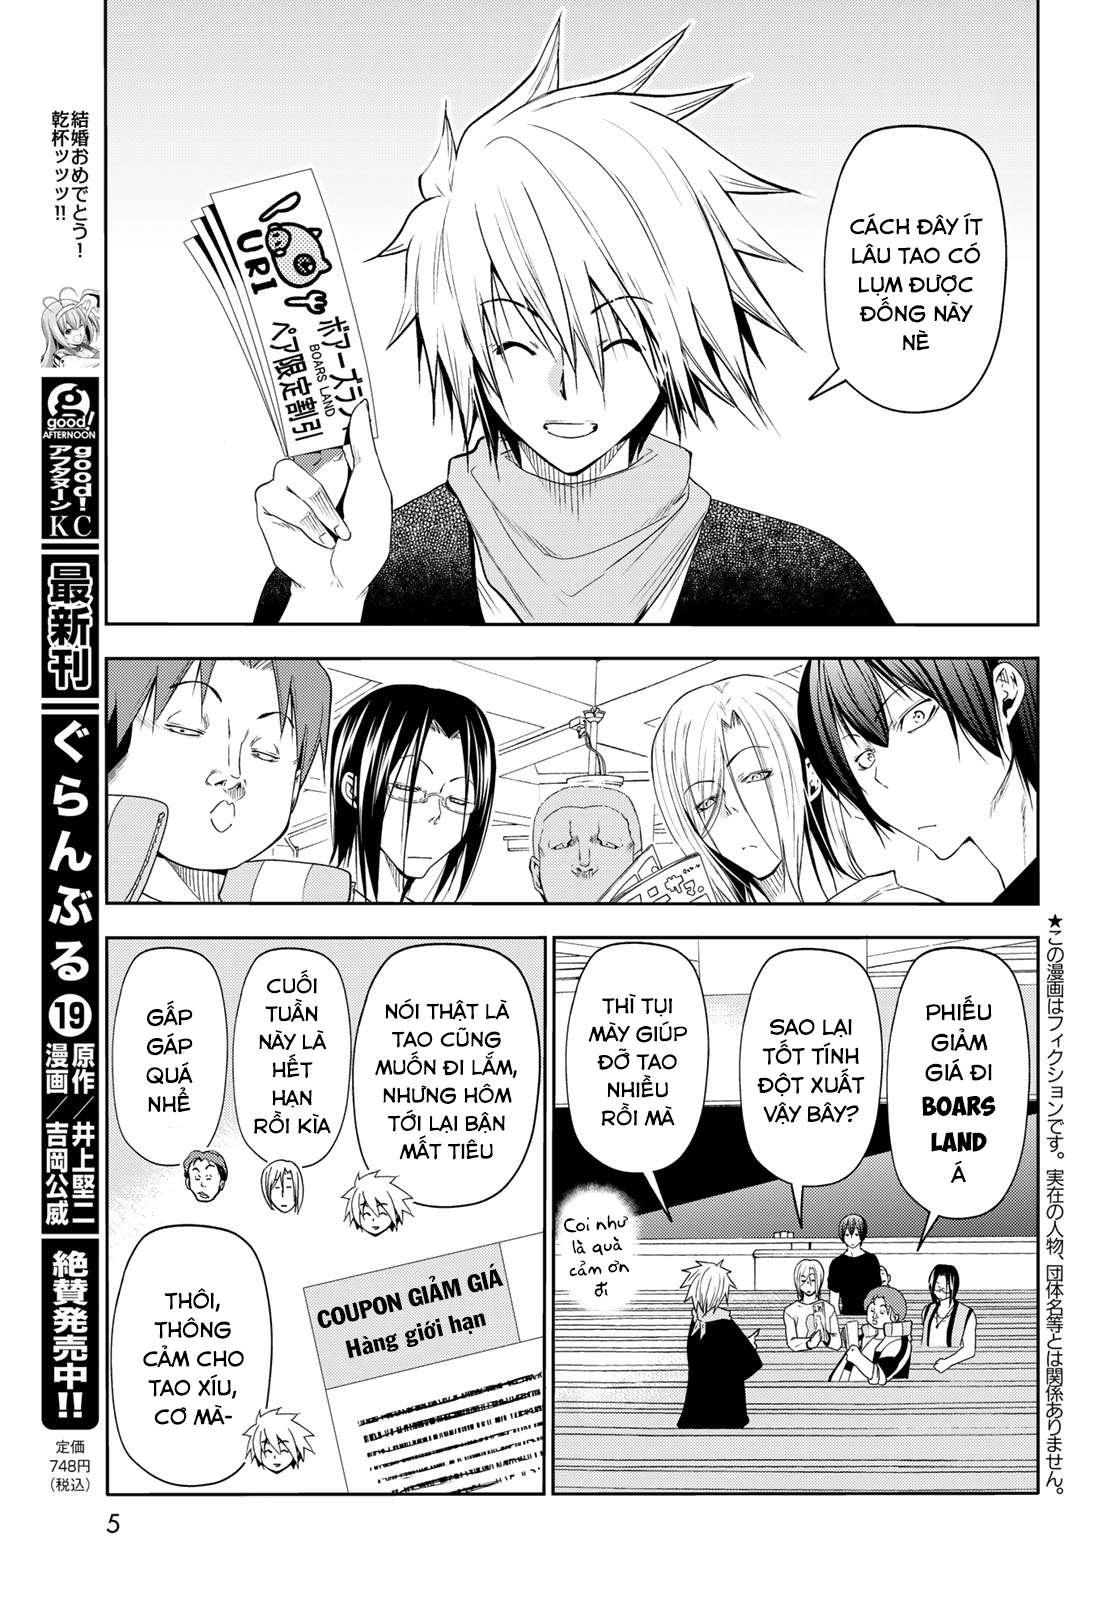 CÁCH ĐÂY ÍT
LÂU TAO CÓ
LỤM ĐƯỢC
ĐỐNG NÀY
NÈ
URI
ボアーズラン
BOARS LAND
ペア限定割引
PHIẾU
GIẢM
GIÁ ĐI
BOARS
LAND
Á
SAO LẠI
TỐT TÍNH
ĐỘT XUẤT
VẬY BÂY?
THÌ TỤI
MÀY GIÚP
ĐỠ TAO
NHIỀU
RỒI MÀ
Coi như
là quà
cảm ơn
đi
NÓI THẬT LÀ
TAO CŨNG
MUỐN ĐI LẮM,
NHƯNG HÔM
TỚI LẠI BẬN
MẤT TIÊU
CUỐI
TUẦN
NÀY LÀ
HẾT
HẠN
RỒI KÌA
GẤP
GÁP
QUÁ
NHỂ
COUPON GIẢM GIÁ
Hàng giới hạn
THÔI,
THÔNG
CẢM CHO
TAO XÍU,
CƠ MÀ-
★この漫画はフィクションです。実在の人物、団体名等とは関係ありません。
結婚おめでとう！
乾杯ッッッ!!
good!
AFTERNOON
good!
アフタヌーン
KC
最新刊
ぐらんぶる⑲
原作／井上堅二
漫画／吉岡公威
絶賛発売中!!
定価
748円
（税込）
5